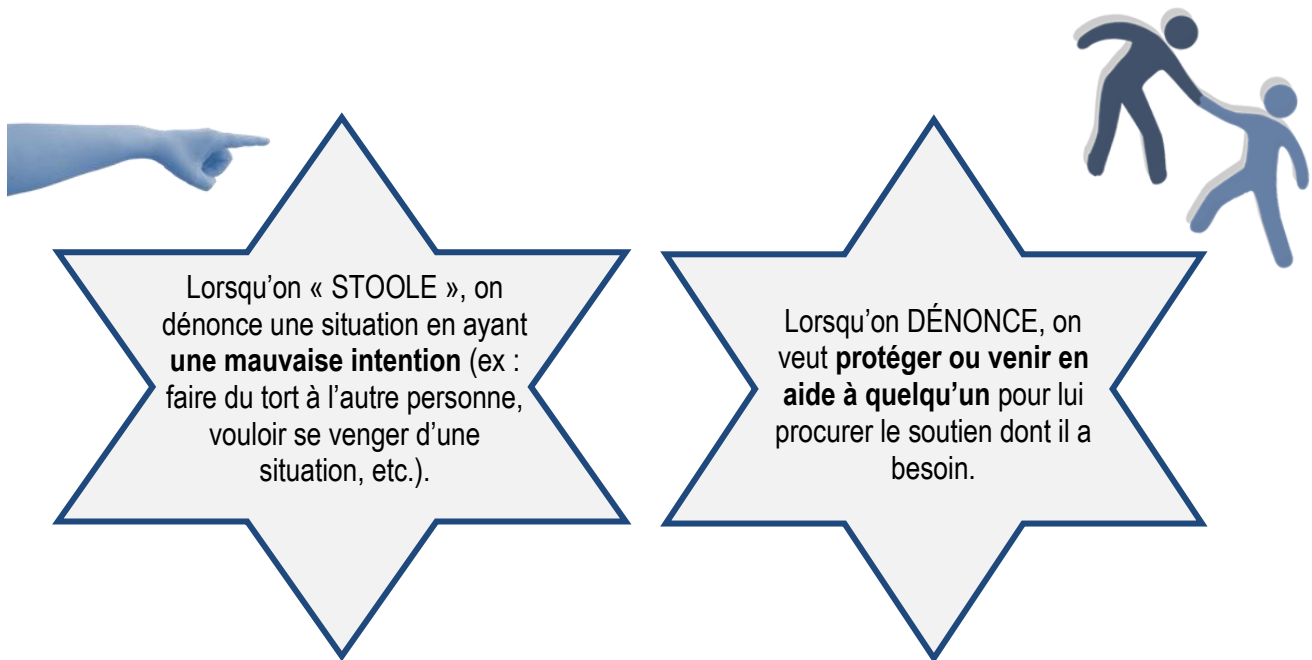 Lorsqu’on « STOOLE », on
dénonce une situation en ayant
une mauvaise intention (ex :
faire du tort à l’autre personne,
vouloir se venger d’une
situation, etc.).
Lorsqu’on DÉNONCE, on
veut protéger ou venir en
aide à quelqu’un pour lui
procurer le soutien dont il a
besoin.